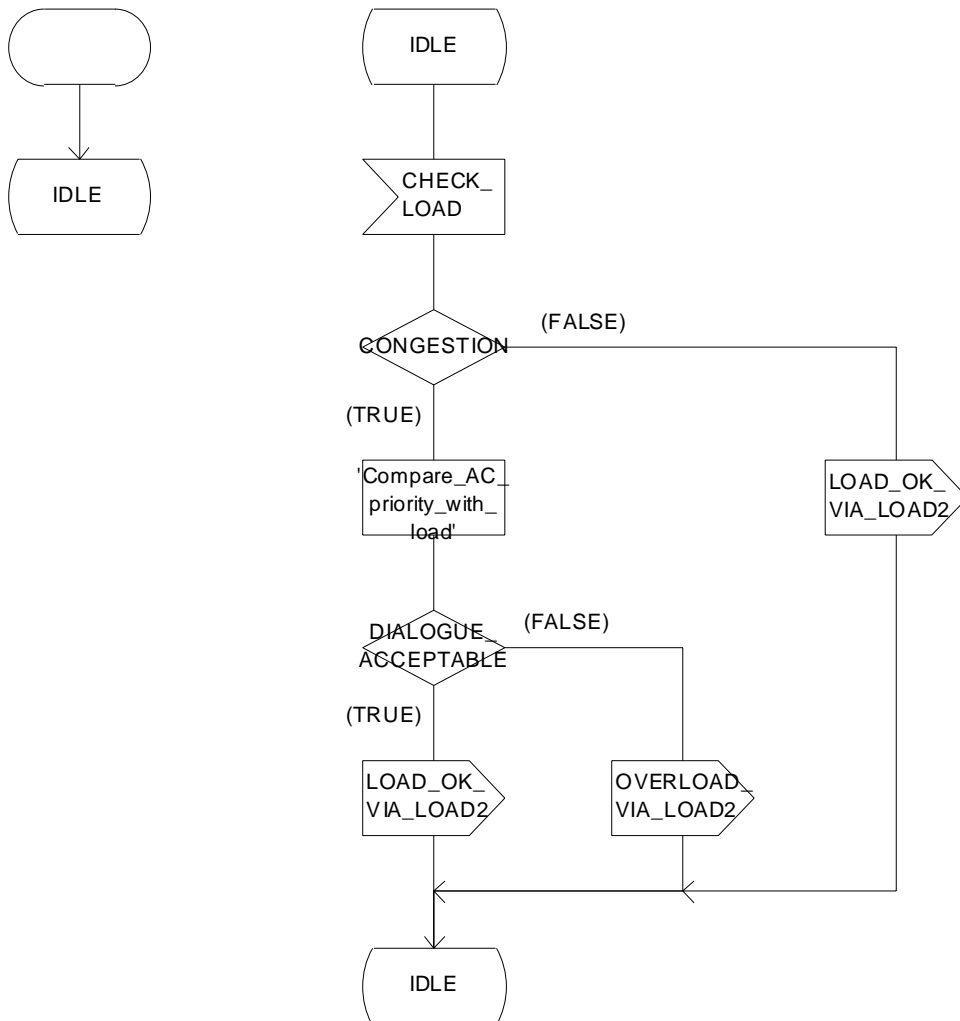 IDLE
IDLE
CHECK_
LOAD
CONGESTION
(FALSE)
(TRUE)
'Compare_AC_
priority_with_
load'
LOAD_OK_
VIA_LOAD2
DIALOGUE_
ACCEPTABLE
(FALSE)
(TRUE)
LOAD_OK_
VIA_LOAD2
OVERLOAD_
VIA_LOAD2
IDLE